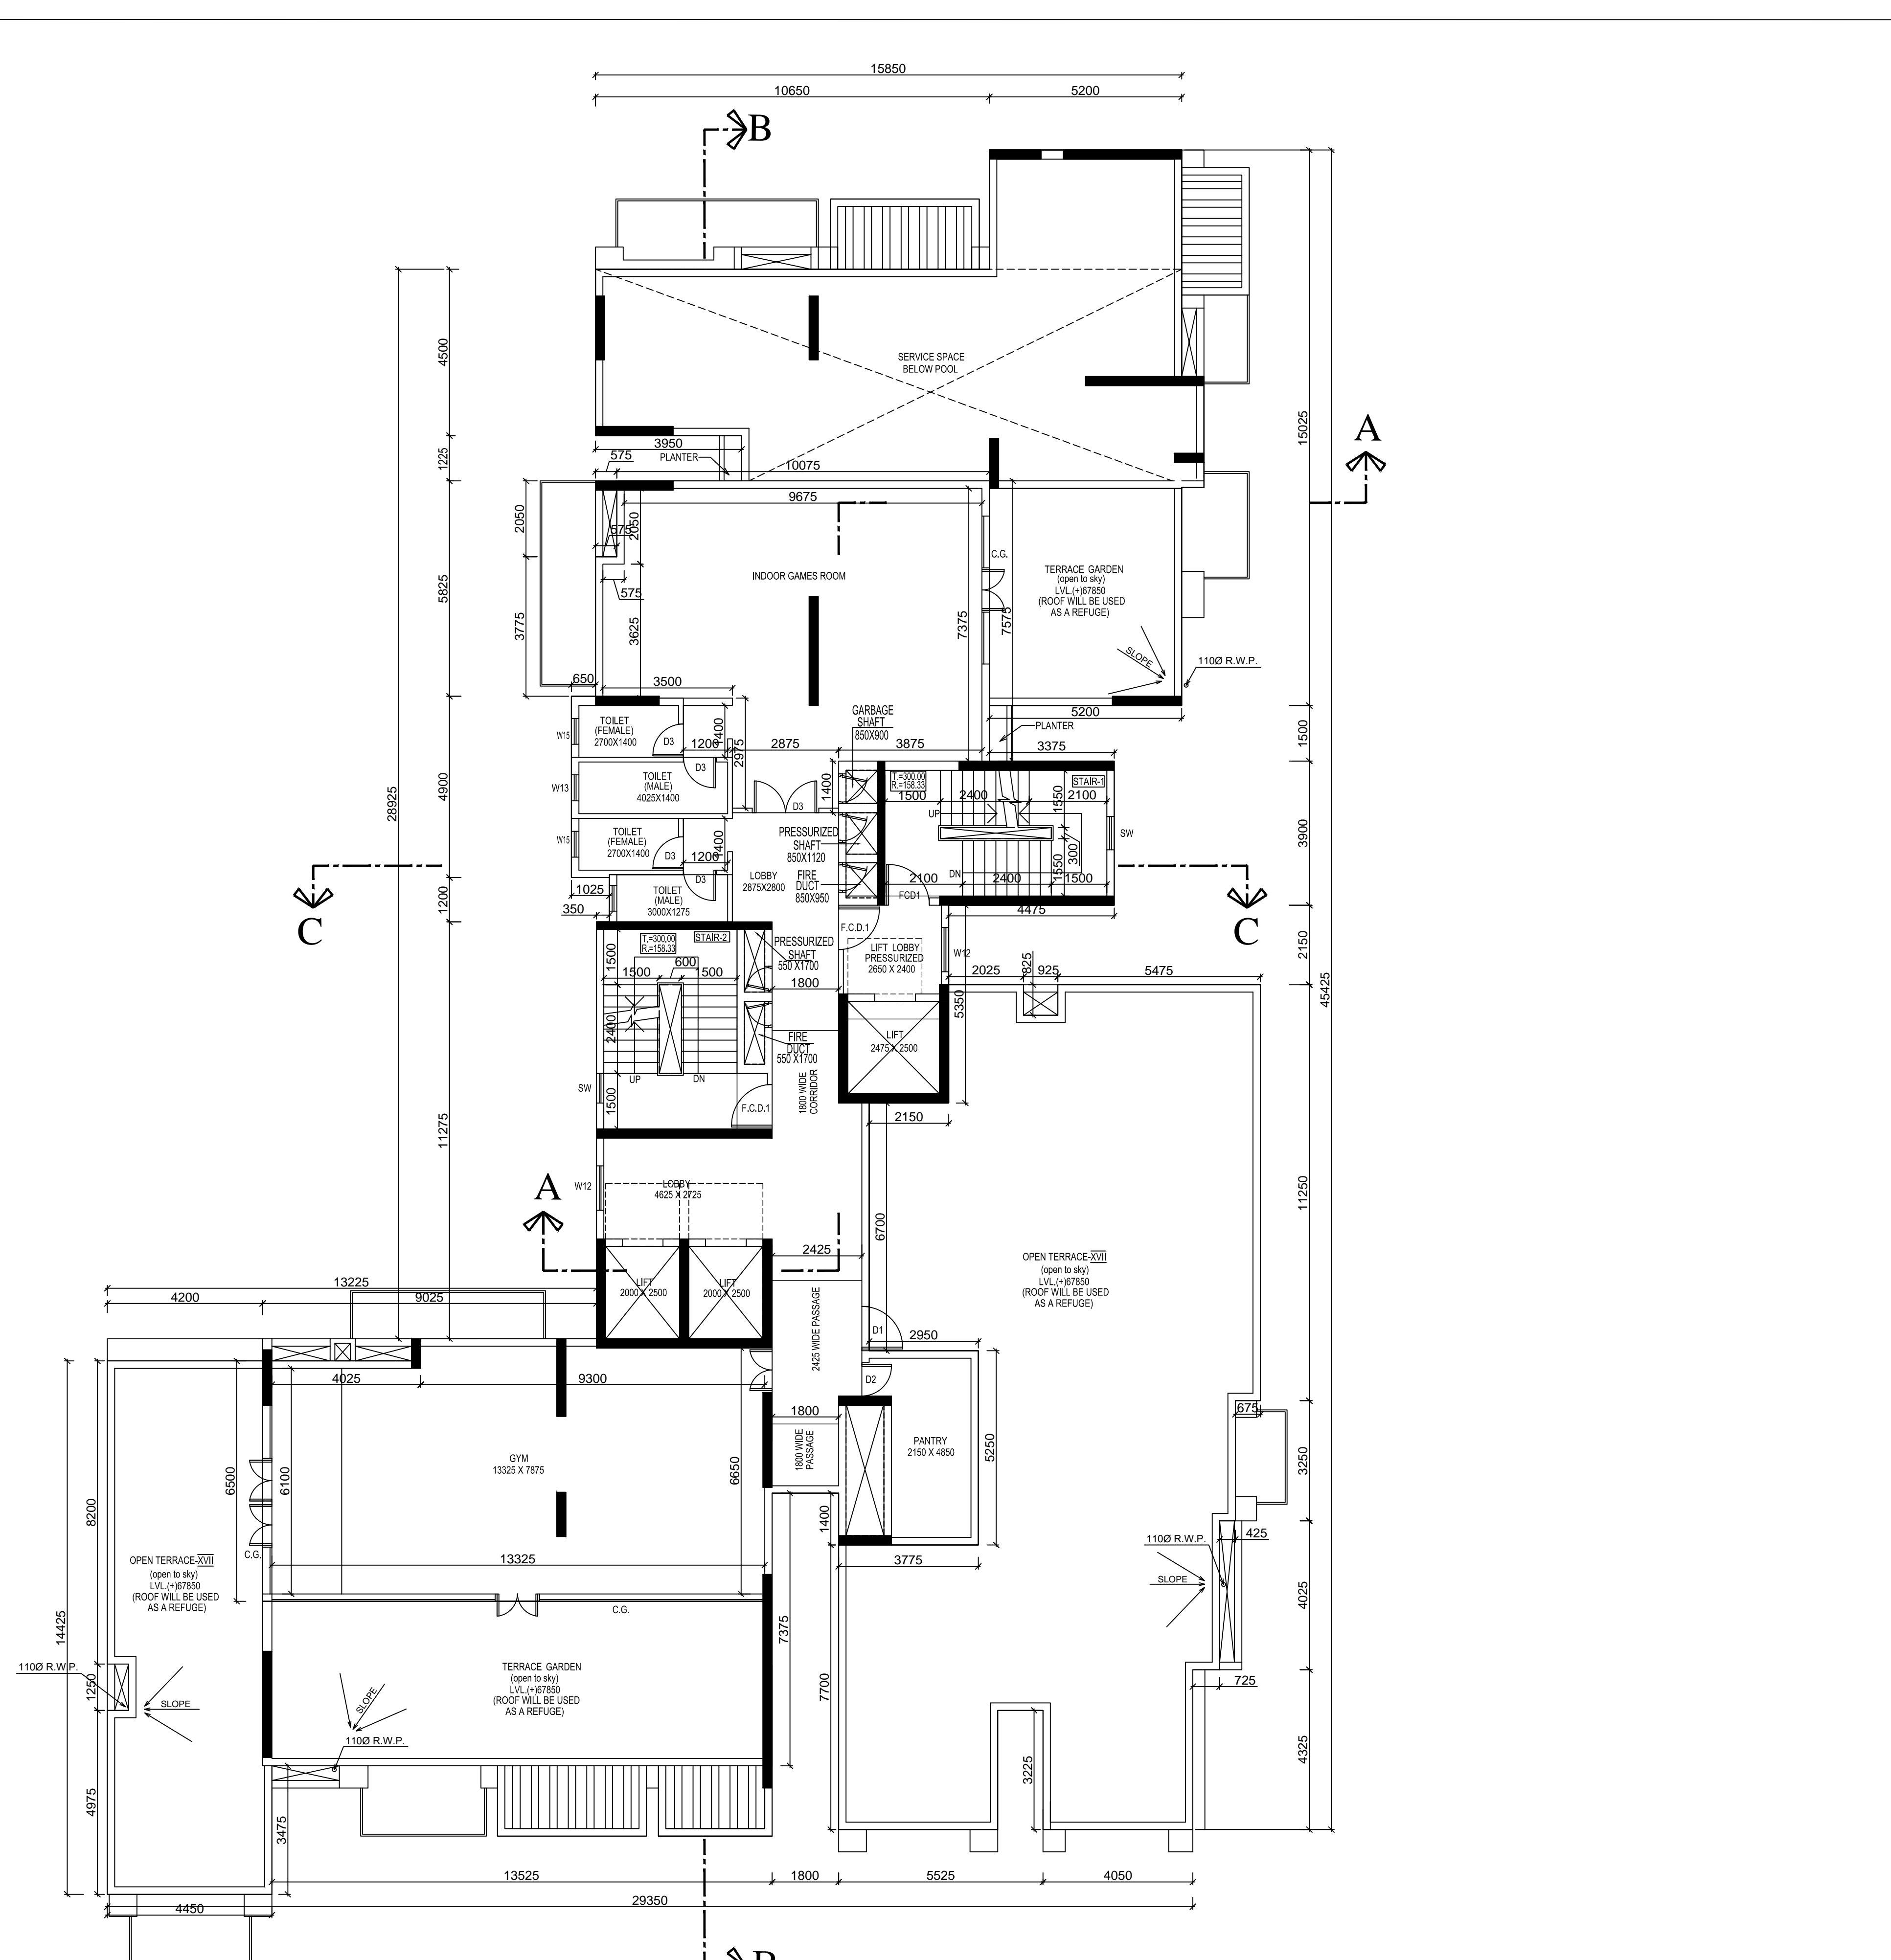 15850
10650
5200
B
4500
SERVICE SPACE
BELOW POOL
15025
A
3950
1225
575
PLANTER
10075
9675
2050
2050
575
C.G.
INDOOR GAMES ROOM
TERRACE GARDEN
(open to sky)
LVL.(+)67850
(ROOF WILL BE USED
AS A REFUGE)
575
5825
3775
3625
7375
7575
SLOPE
110Ø R.W.P.
650
3500
GARBAGE
SHAFT
850X900
5200
PLANTER
TOILET
(FEMALE)
2700X1400
W15
D3
1400
2975
1200
2875
3875
3375
1500
D3
TOILET
(MALE)
4025X1400
W13
4900
28925
D3
1400
T.=300.00
R.=158.33
STAIR-1
1500
2400
2100
1550
UP
TOILET
(FEMALE)
2700X1400
W15
D3
1400
1200
PRESSURIZED
SHAFT
850X1120
SW
300
3900
1550
DN
FIRE
DUCT
850X950
LOBBY
2875X2800
2100
2400
1500
FCD1
D3
TOILET
(MALE)
3000X1275
1025
350
1200
4475
C
C
F.C.D.1
T.=300.00
R.=158.33
STAIR-2
PRESSURIZED
SHAFT
550 X1700
LIFT LOBBY
PRESSURIZED
2650 X 2400
W12
2150
1500
600
1500
1500
1800
2025
825
925
5475
45425
5350
2400
FIRE
DUCT
550 X1700
LIFT
2475 X 2500
UP
DN
SW
1500
1800 WIDE
CORRIDOR
F.C.D.1
2150
11275
A
W12
LOBBY
4625 X 2725
6700
11250
2425
OPEN TERRACE-XVII
(open to sky)
LVL.(+)67850
(ROOF WILL BE USED
AS A REFUGE)
13225
4200
9025
LIFT
2000 X 2500
LIFT
2000 X 2500
2425 WIDE PASSAGE
D1
2950
D2
4025
9300
1800
675
GYM
13325 X 7875
1800 WIDE
PASSAGE
PANTRY
2150 X 4850
5250
3250
6500
6100
6650
8200
1400
425
110Ø R.W.P.
C.G.
13325
3775
SLOPE
4025
OPEN TERRACE-XVII
(open to sky)
LVL.(+)67850
(ROOF WILL BE USED
AS A REFUGE)
C.G.
14425
7375
TERRACE GARDEN
(open to sky)
LVL.(+)67850
(ROOF WILL BE USED
AS A REFUGE)
110Ø R.W.P.
1250
SLOPE
SLOPE
7700
725
110Ø R.W.P.
3225
4325
4975
3475
13525
1800
5525
4050
29350
4450
B